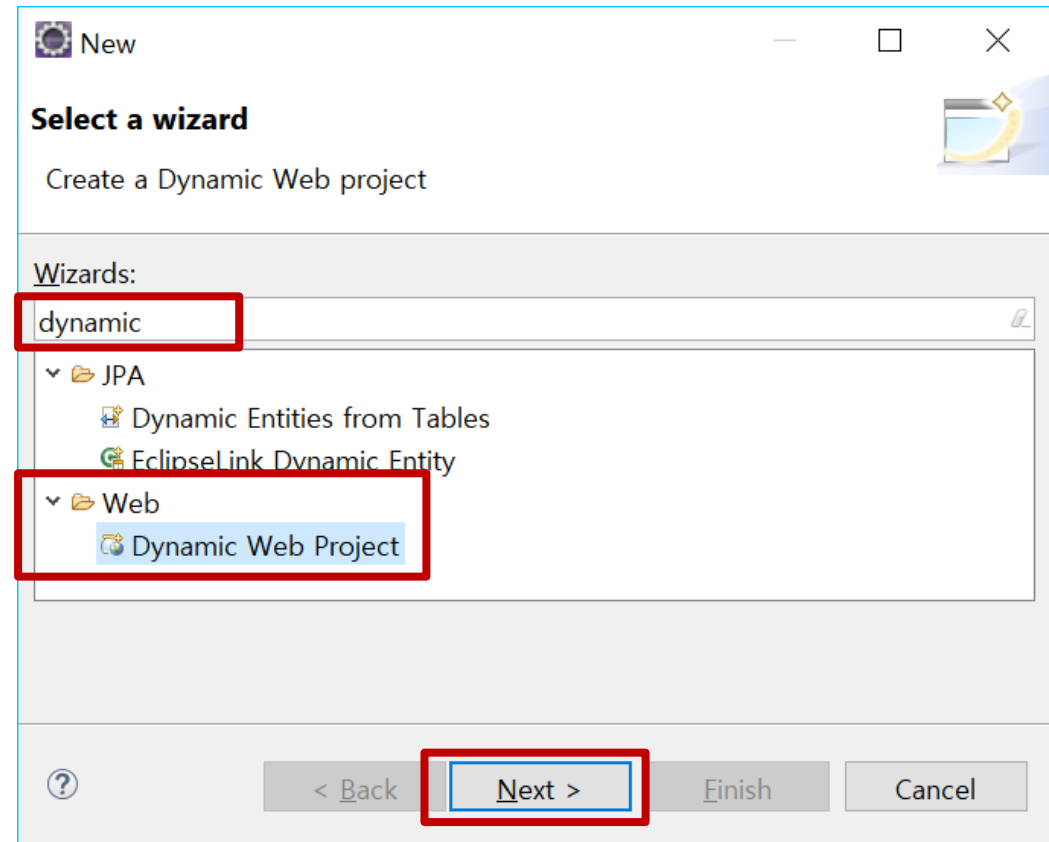 New
Select a wizard
Create a Dynamic Web project
Wizards:
dynamic
JPA
Dynamic Entities from Tables
EclipseLink Dynamic Entity
Web
Dynamic Web Project
?
< Back
Next >
Finish
Cancel